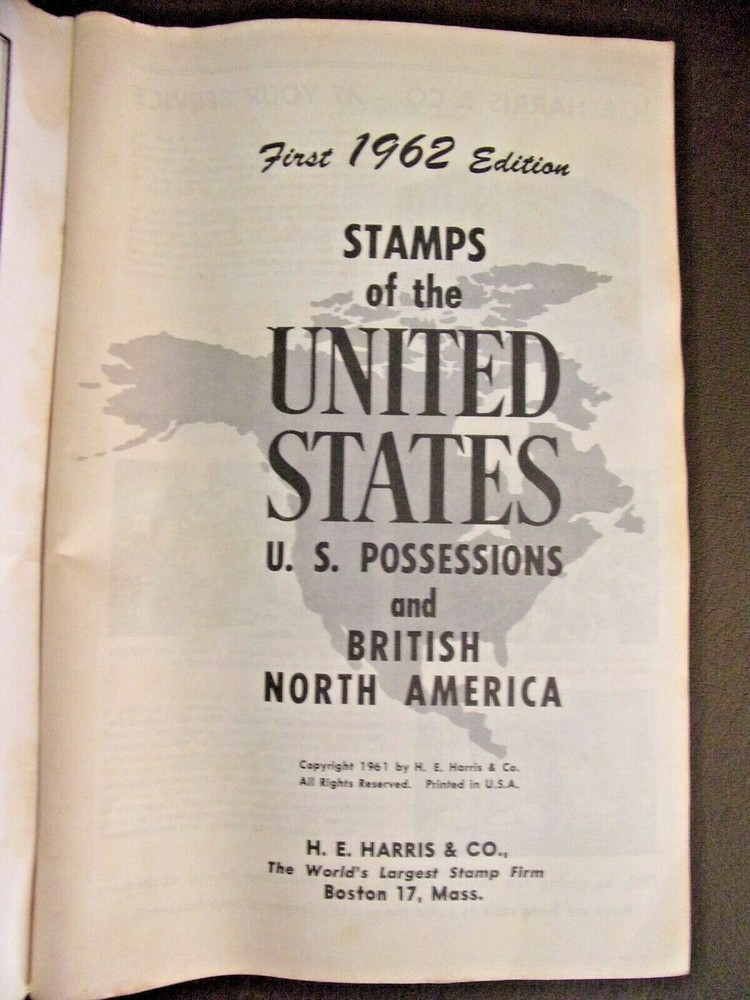 First 1962 Edition
STAMPS
of the
UNITED
STATES
U. S. POSSESSIONS
and
BRITISH
NORTH AMERICA
Copyright 1961 by H. E. Harris & Co.
All Rights Reserved. Printed in U.S.A.
H. E. HARRIS & CO.,
The World's Largest Stamp Firm
Boston 17, Mass.